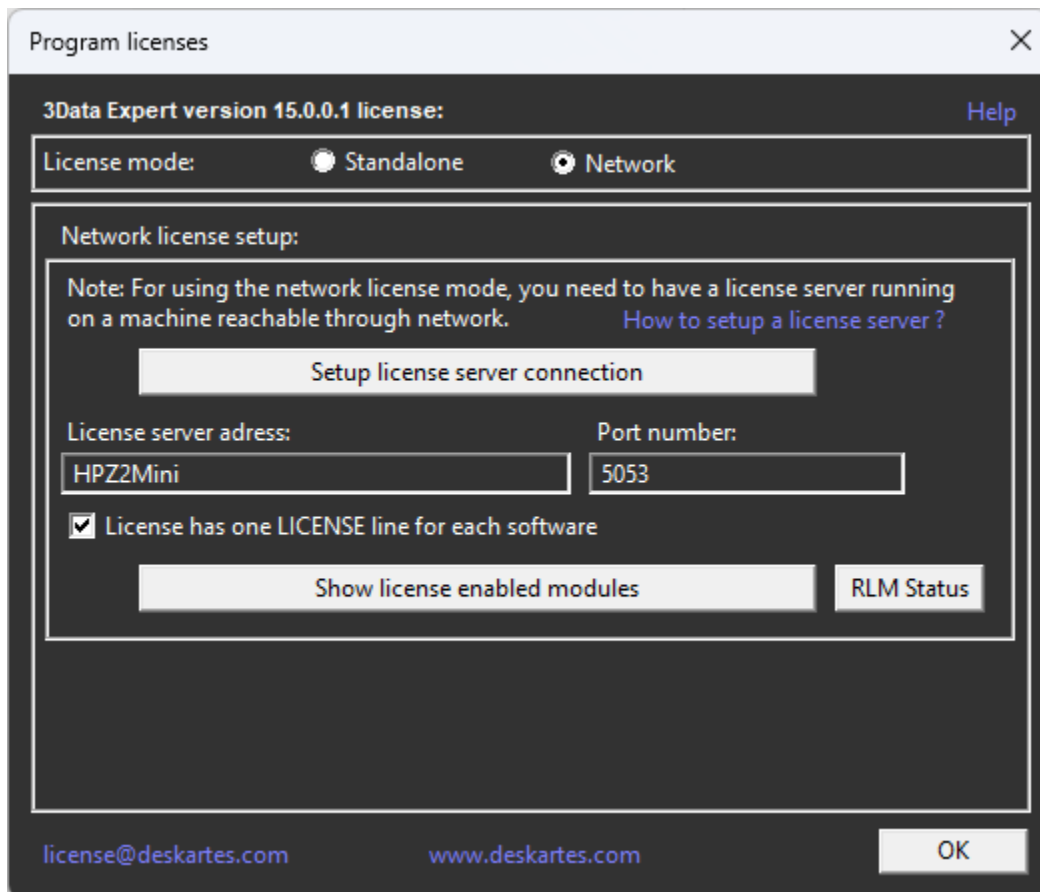 Program licenses
3Data Expert version 15.0.0.1 license:
Help
License mode:
Standalone
Network
Network license setup:
Note: For using the network license mode, you need to have a license server running
on a machine reachable through network.
How to setup a license server ?
Setup license server connection
License server adress:
Port number:
HPZ2Mini
5053
License has one LICENSE line for each software
Show license enabled modules
RLM Status
license@deskartes.com
www.deskartes.com
OK